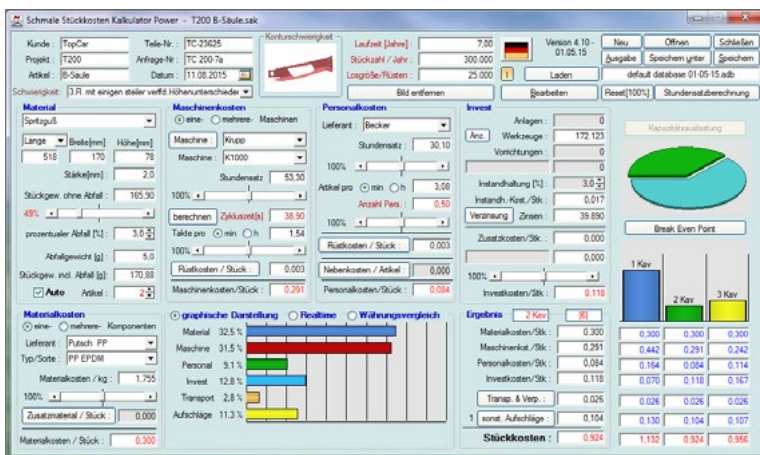 Schmale Stückkosten Kalkulator Power - T200 B-Säule.sak
Kunde : TopCar Teile-Nr. : TC-23625 Konturschwierigkeit Laufzeit [Jahre] : 7,00 Version 4.10 - 01.05.15 Neu Öffnen Schließen
Projekt : T200 Anfrage-Nr : TC 200-7a Stückzahl / Jahr : 300.000 Ausgabe Speichern unter Speichern
Artikel : B-Säule Datum : 11.08.2015 Losgröße/Rüsten : 25.000 Laden default database 01-05-15.adb
Schwierigkeit: 3.R. mit einigen steiler verfld.Höhenunterschieder Bild entfernen Bearbeiten Reset[100%] Stundensatzberechnung
Material
Spritzguß
Länge Breite[mm] Höhe[mm]
518 170 78
Stärke[mm] : 2,0
Stückgew. ohne Abfall : 165,90
49%
prozentualer Abfall [%] : 3,0
Abfallgewicht [g] : 5,0
Stückgew. incl. Abfall [g]: 170,88
Auto Artikel : 2
Maschinenkosten
eine- mehrere- Maschinen
Maschine : Krupp
Maschine : K1000
Stundensatz 53,30
100%
berechnen Zykluszeit[s] 38,90
Takte pro min h 1,54
100%
Rüstkosten / Stück : 0,003
Maschinenkosten/Stück : 0,291
Personalkosten
Lieferant : Becker
Stundensatz : 30,10
100%
Artikel pro min h 3,08
Anzahl Pers. : 0,50
100%
Rüstkosten / Stück : 0,003
Nebenkosten / Artikel : 0,000
Personalkosten/Stück : 0,084
Invest
Anlagen : 0
Anz. Werkzeuge : 172.123
Vorrichtungen : 0
0
Instandhaltung [%] : 3,0
Instandh.-Kost./Stk : 0,017
Verzinsung Zinsen : 39.890
Zusatzkosten/Stk. : 0,000
0,000
100%
Investkosten/Stk : 0,118
Kapazitätsauslastung
Break Even Point
1 Kav 2 Kav 3 Kav
Materialkosten
eine- mehrere- Komponenten
Lieferant : Putsch PP
Typ/Sorte : PP EPDM
Materialkosten / kg : 1.755
100%
Zusatzmaterial / Stück : 0,000
Materialkosten / Stück : 0,300
graphische Darstellung Realtime Währungsvergleich
Material 32,5 %
Maschine 31,5 %
Personal 9,1 %
Invest 12,8 %
Transport 2,8 %
Aufschläge 11,3 %
Ergebnis 2 Kav [€]
Materialkosten/Stk : 0,300 0,300 0,300 0,300
Maschinenkst./Stk : 0,291 0,442 0,291 0,242
Personalkosten/Stk : 0,084 0,164 0,084 0,114
Investkosten/Stk : 0,118 0,070 0,118 0,167
Transp. & Verp. : 0,026 0,026 0,026 0,026
1 sonst. Aufschläge : 0,104 0,130 0,104 0,107
Stückkosten : 0,924 1,132 0,924 0,956